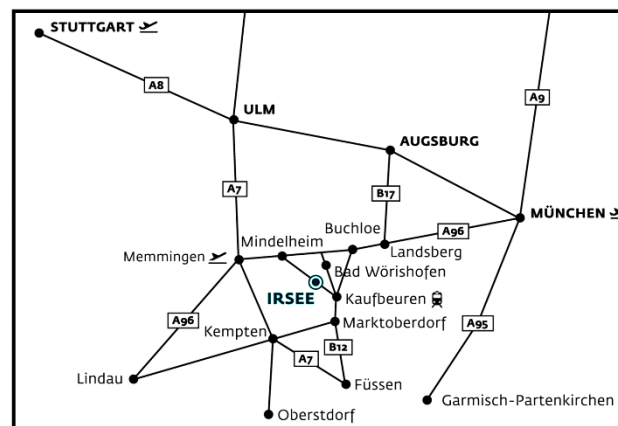 STUTTGART
A8
A9
ULM
AUGSBURG
A7
B17
MÜNCHEN
Buchloe
A96
Mindelheim
Landsberg
Memmingen
Bad Wörishofen
IRSEE
Kaufbeuren
A96
Marktoberdorf
A95
Kempten
B12
A7
Lindau
Füssen
Garmisch-Partenkirchen
Oberstdorf